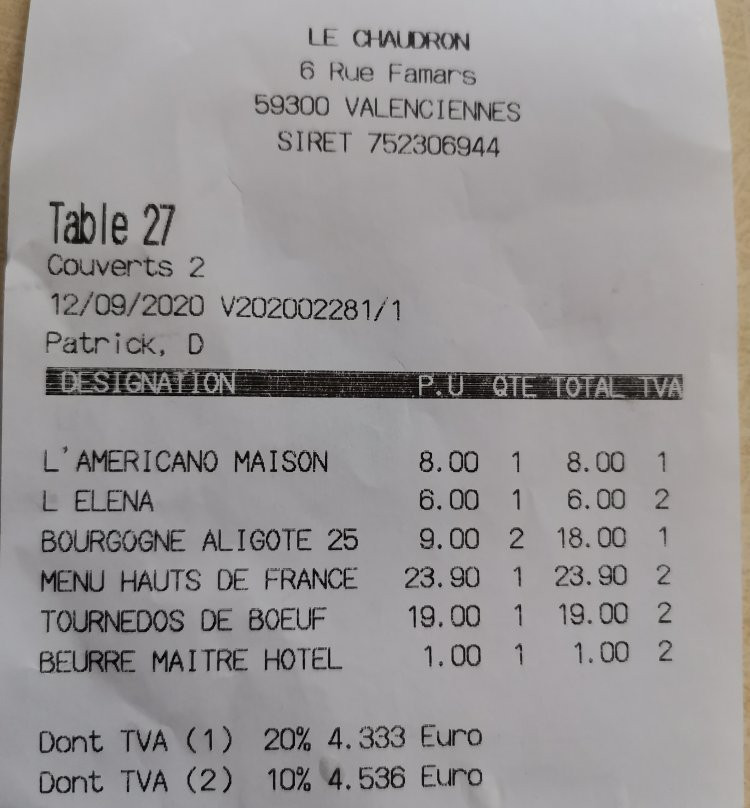 LE CHAUDRON
6 Rue Famars
59300 VALENCIENNES
SIRET 752306944
Table 27
Couverts 2
12/09/2020 V202002281/1
Patrick, D
DESIGNATION P.U QTE TOTAL TVA
L'AMERICANO MAISON 8.00 1 8.00 1
L ELENA 6.00 1 6.00 2
BOURGOGNE ALIGOTE 25 9.00 2 18.00 1
MENU HAUTS DE FRANCE 23.90 1 23.90 2
TOURNEDOS DE BOEUF 19.00 1 19.00 2
BEURRE MAITRE HOTEL 1.00 1 1.00 2
Dont TVA (1) 20% 4.333 Euro
Dont TVA (2) 10% 4.536 Euro